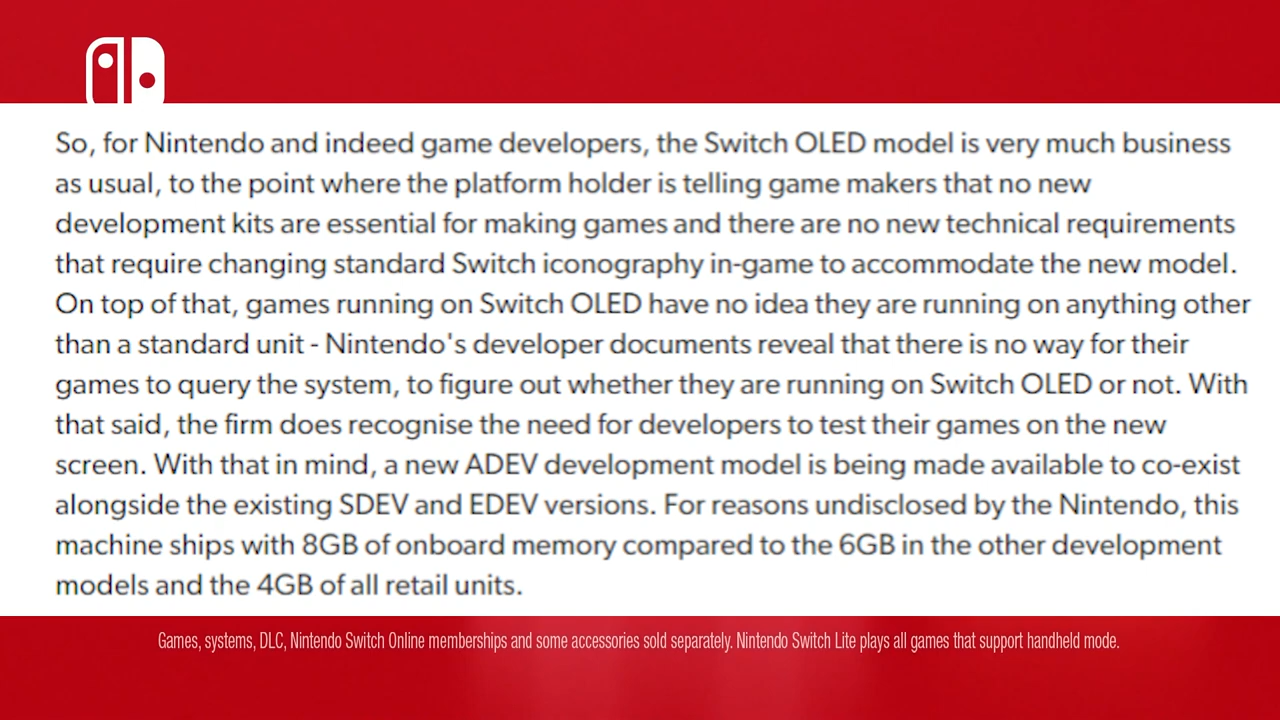 So, for Nintendo and indeed game developers, the Switch OLED model is very much business
as usual, to the point where the platform holder is telling game makers that no new
development kits are essential for making games and there are no new technical requirements
that require changing standard Switch iconography in-game to accommodate the new model.
On top of that, games running on Switch OLED have no idea they are running on anything other
than a standard unit - Nintendo's developer documents reveal that there is no way for their
games to query the system, to figure out whether they are running on Switch OLED or not. With
that said, the firm does recognise the need for developers to test their games on the new
screen. With that in mind, a new ADEV development model is being made available to co-exist
alongside the existing SDEV and EDEV versions. For reasons undisclosed by the Nintendo, this
machine ships with 8GB of onboard memory compared to the 6GB in the other development
models and the 4GB of all retail units.
Games, systems, DLC, Nintendo Switch Online memberships and some accessories sold separately. Nintendo Switch Lite plays all games that support handheld mode.